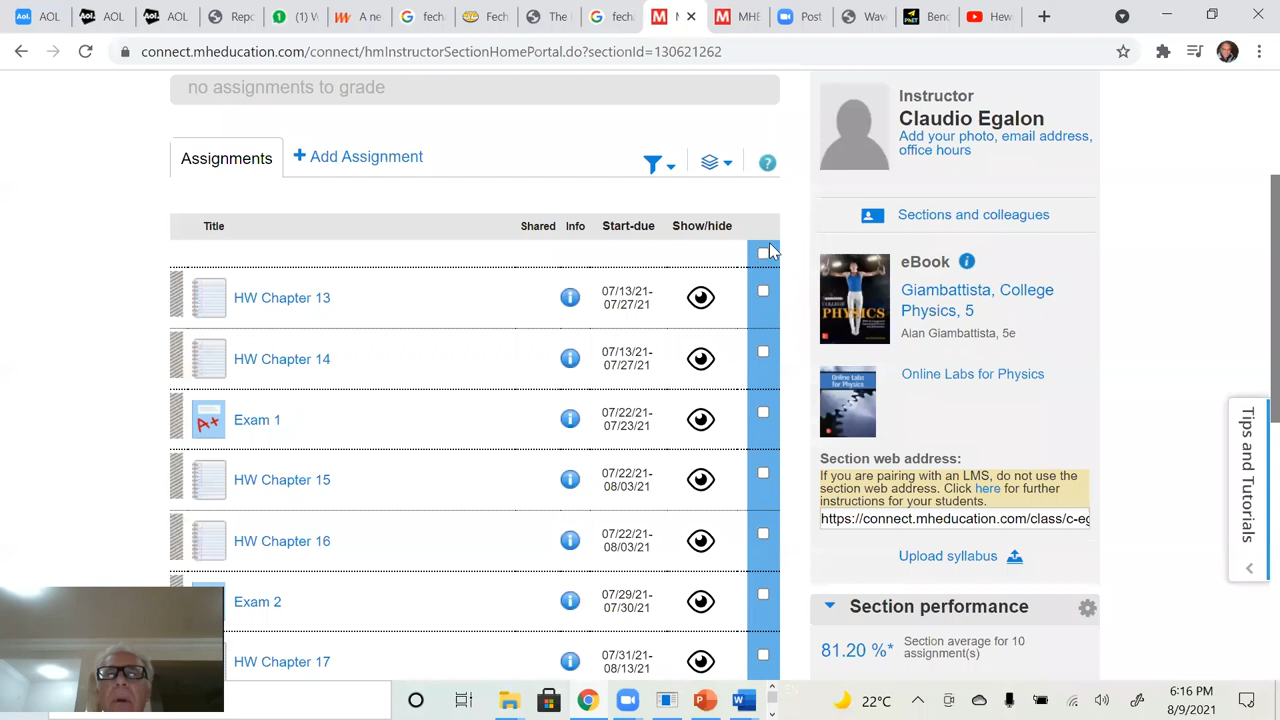 AOL.
AOL.
AOL.
Repo
(1) V
A ne
fech
Fech
The
fech
M
MHE
Post
Wav
Benc
Hew
connect.mheducation.com/connect/hmInstructorSectionHomePortal.do?sectionId=130621262
no assignments to grade
Assignments
Add Assignment
Title Shared Info Start-due Show/hide
HW Chapter 13
07/13/21-
07/27/21
HW Chapter 14
07/13/21-
07/27/21
A+
Exam 1
07/22/21-
07/23/21
HW Chapter 15
07/22/21-
08/03/21
HW Chapter 16
07/22/21-
08/03/21
Exam 2
07/29/21-
07/30/21
HW Chapter 17
07/31/21-
08/13/21
Instructor
Claudio Egalon
Add your photo, email address,
office hours
Sections and colleagues
eBook
PHYSICS
Giambattista, College
Physics, 5
Alan Giambattista, 5e
Online Labs
for Physics
Online Labs for Physics
Section web address:
If you are pairing with an LMS, do not use the
section web address. Click here for further
instructions for your students.
https://connect.mheducation.com/class/c-eg
Upload syllabus
Section performance
81.20 %*
Section average for 10
assignment(s)
Tips and Tutorials
22°C
6:16 PM
8/9/2021